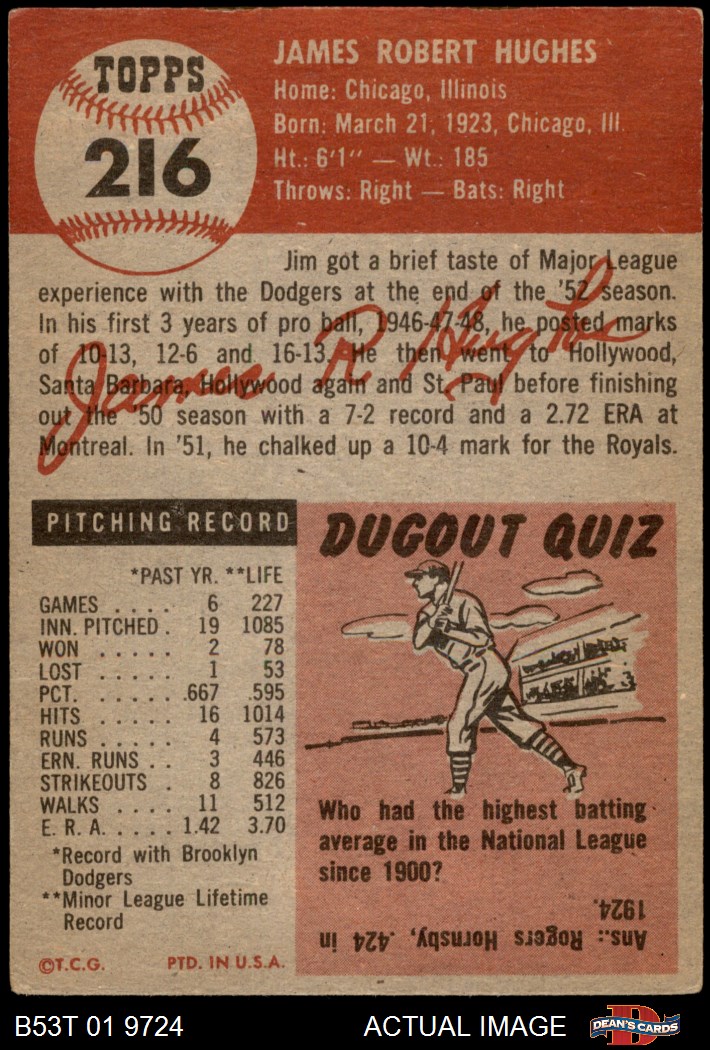 TOPPS
216
JAMES ROBERT HUGHES
Home: Chicago, Illinois
Born: March 21, 1923, Chicago, Ill.
Ht.: 6'1" — Wt.: 185
Throws: Right — Bats: Right
Jim got a brief taste of Major League
experience with the Dodgers at the end of the '52 season.
In his first 3 years of pro ball, 1946-47-48, he posted marks
of 10-13, 12-6 and 16-13. He then went to Hollywood,
Santa Barbara, Hollywood again and St. Paul before finishing
out the '50 season with a 7-2 record and a 2.72 ERA at
Montreal. In '51, he chalked up a 10-4 mark for the Royals.
James R Hughes
PITCHING RECORD
*PAST YR. **LIFE
GAMES .... 6 227
INN. PITCHED . 19 1085
WON ..... 2 78
LOST ..... 1 53
PCT. ..... .667 .595
HITS ..... 16 1014
RUNS ..... 4 573
ERN. RUNS .. 3 446
STRIKEOUTS . 8 826
WALKS .... 11 512
E. R. A. ..... 1.42 3.70
*Record with Brooklyn
Dodgers
**Minor League Lifetime
Record
©T.C.G. PTD. IN U.S.A.
DUGOUT QUIZ
Who had the highest batting
average in the National League
since 1900?
Ans.: Rogers Hornsby, .424 in
1924.
B53T 01 9724 ACTUAL IMAGE
D
DEAN'S CARDS